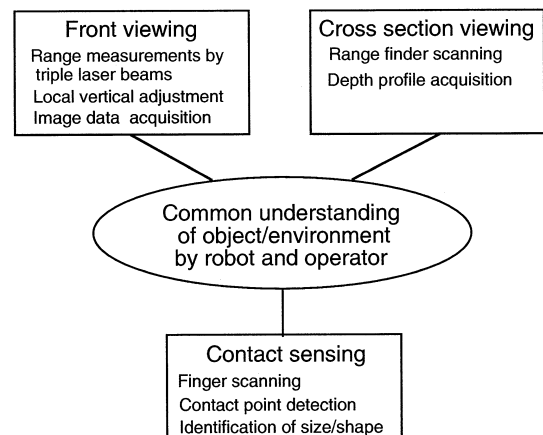 Front viewing
Range measurements by
triple laser beams
Local vertical adjustment
Image data acquisition
Cross section viewing
Range finder scanning
Depth profile acquisition
Common understanding
of object/environment
by robot and operator
Contact sensing
Finger scanning
Contact point detection
Identification of size/shape